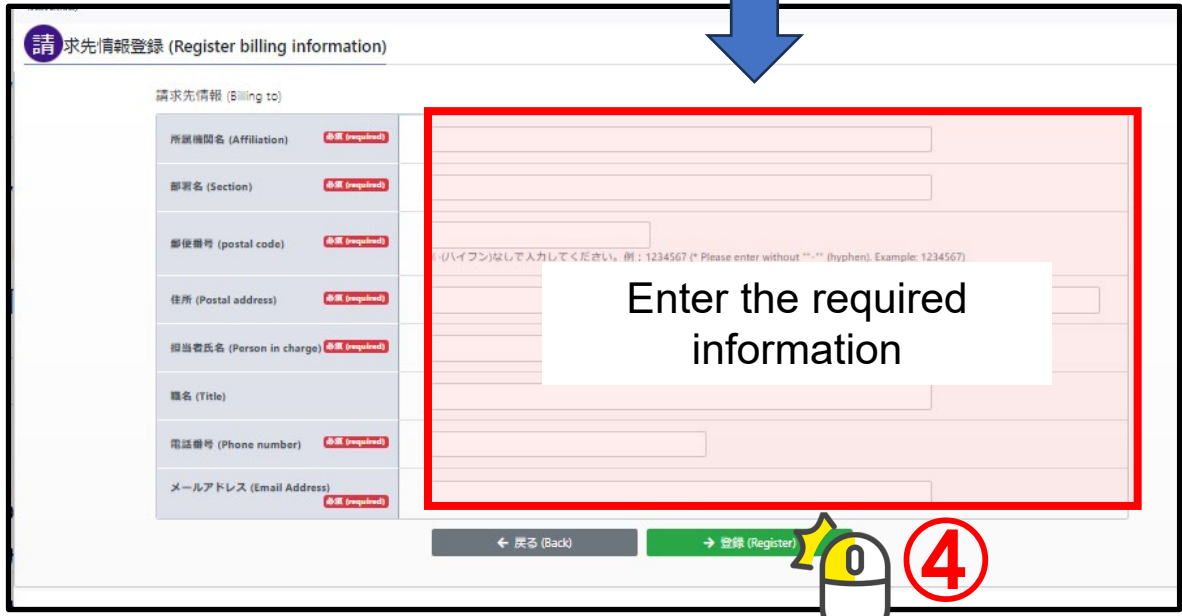 請求先情報登録 (Register billing information)
請求先情報 (Billing to)
所属機関名 (Affiliation) 必須 (required)
部署名 (Section) 必須 (required)
郵便番号 (postal code) 必須 (required)
-(ハイフン)なしで入力してください。例：1234567 (* Please enter without "-" (hyphen). Example: 1234567)
住所 (Postal address) 必須 (required)
Enter the required
information
担当者氏名 (Person in charge) 必須 (required)
職名 (Title)
電話番号 (Phone number) 必須 (required)
メールアドレス (Email Address)
必須 (required)
← 戻る (Back)
→ 登録 (Register)
④